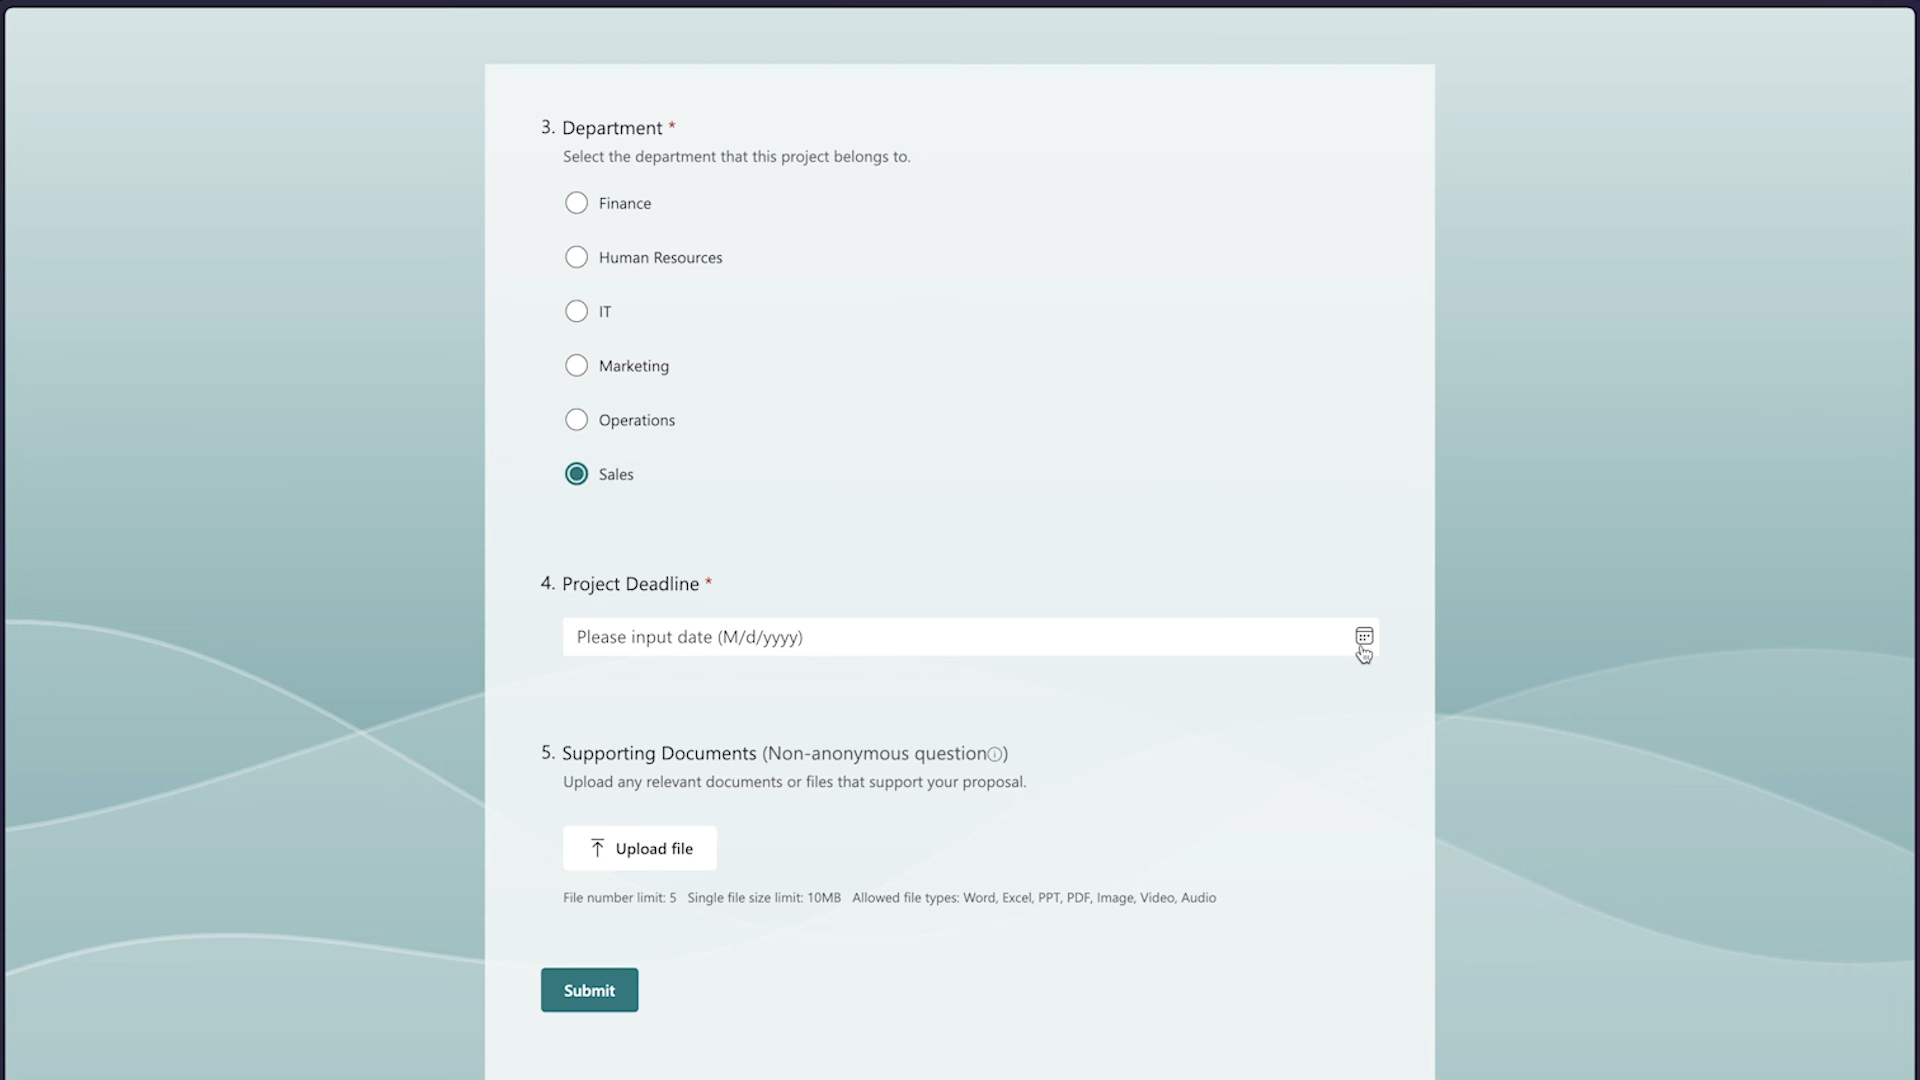 3. Department *
Select the department that this project belongs to.
Finance
Human Resources
IT
Marketing
Operations
Sales
4. Project Deadline *
Please input date (M/d/yyyy)
5. Supporting Documents (Non-anonymous question)
Upload any relevant documents or files that support your proposal.
Upload file
File number limit: 5 Single file size limit: 10MB Allowed file types: Word, Excel, PPT, PDF, Image, Video, Audio
Submit